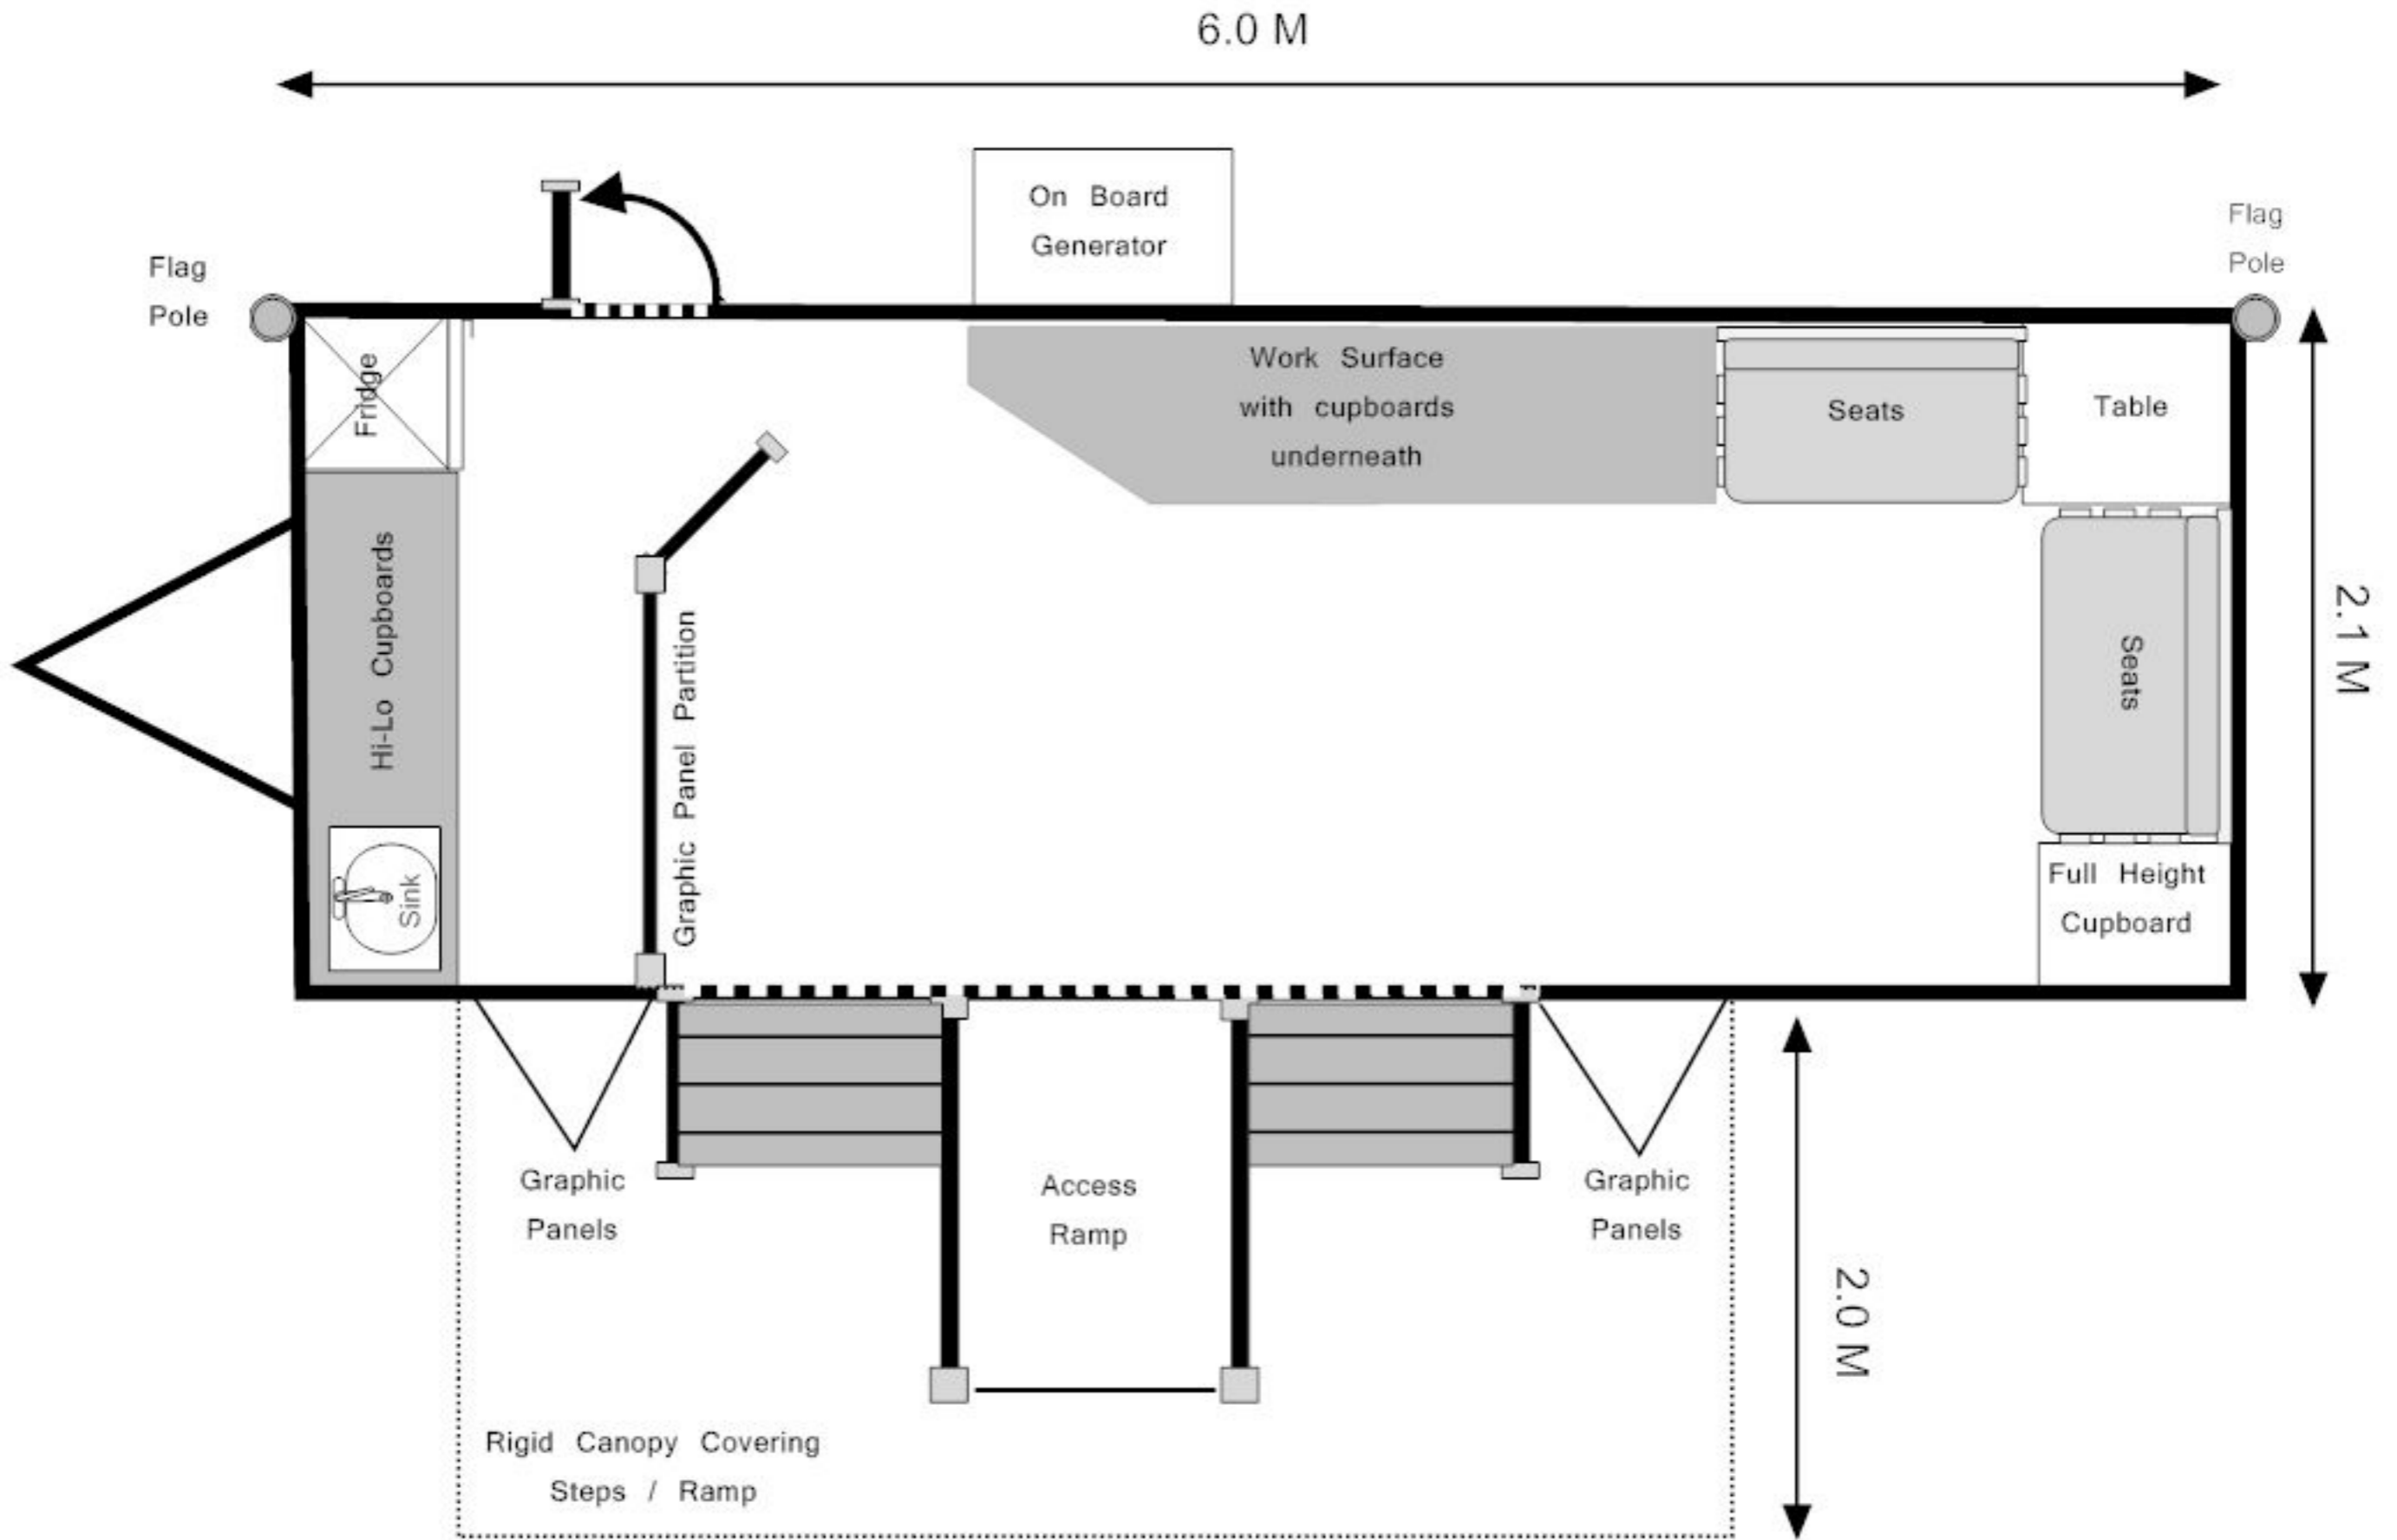 6.0 M
On Board
Generator
Flag
Pole
Flag
Pole
Fridge
Work Surface
with cupboards
underneath
Seats
Table
Hi-Lo Cupboards
Graphic Panel Partition
Seats
2.1 M
Sink
Full Height
Cupboard
Graphic
Panels
Access
Ramp
Graphic
Panels
2.0 M
Rigid Canopy Covering
Steps / Ramp